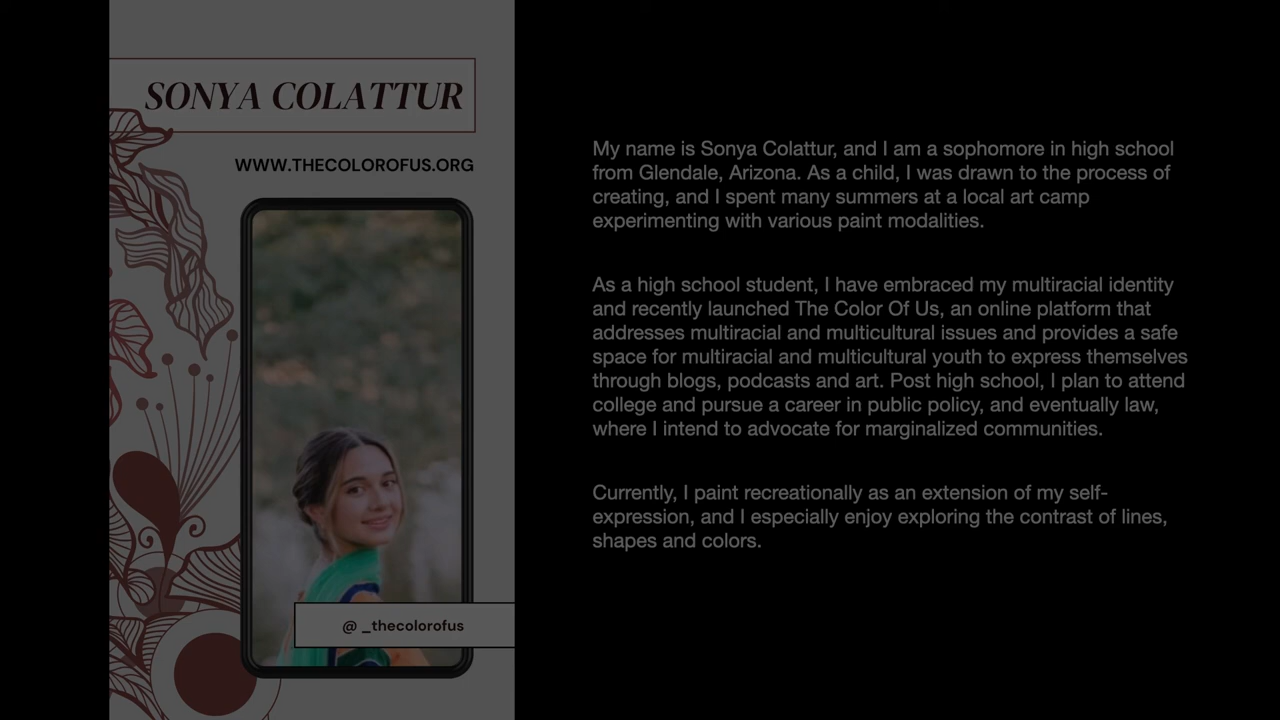 SONYA COLATTUR
WWW.THECOLOROFUS.ORG
@ _thecolorofus
My name is Sonya Colattur, and I am a sophomore in high school
from Glendale, Arizona. As a child, I was drawn to the process of
creating, and I spent many summers at a local art camp
experimenting with various paint modalities.
As a high school student, I have embraced my multiracial identity
and recently launched The Color Of Us, an online platform that
addresses multiracial and multicultural issues and provides a safe
space for multiracial and multicultural youth to express themselves
through blogs, podcasts and art. Post high school, I plan to attend
college and pursue a career in public policy, and eventually law,
where I intend to advocate for marginalized communities.
Currently, I paint recreationally as an extension of my self-
expression, and I especially enjoy exploring the contrast of lines,
shapes and colors.